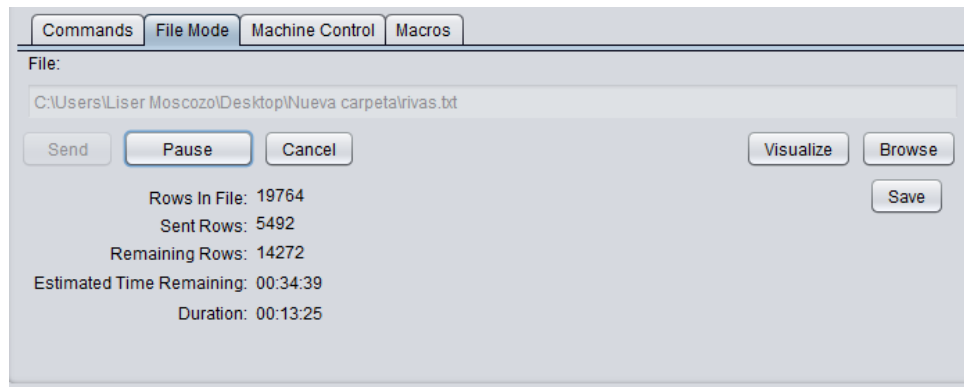 Commands File Mode Machine Control Macros
File:
C:\Users\Liser Moscozo\Desktop\Nueva carpeta\rivas.txt
Send Pause Cancel Visualize Browse
Save
Rows In File: 19764
Sent Rows: 5492
Remaining Rows: 14272
Estimated Time Remaining: 00:34:39
Duration: 00:13:25